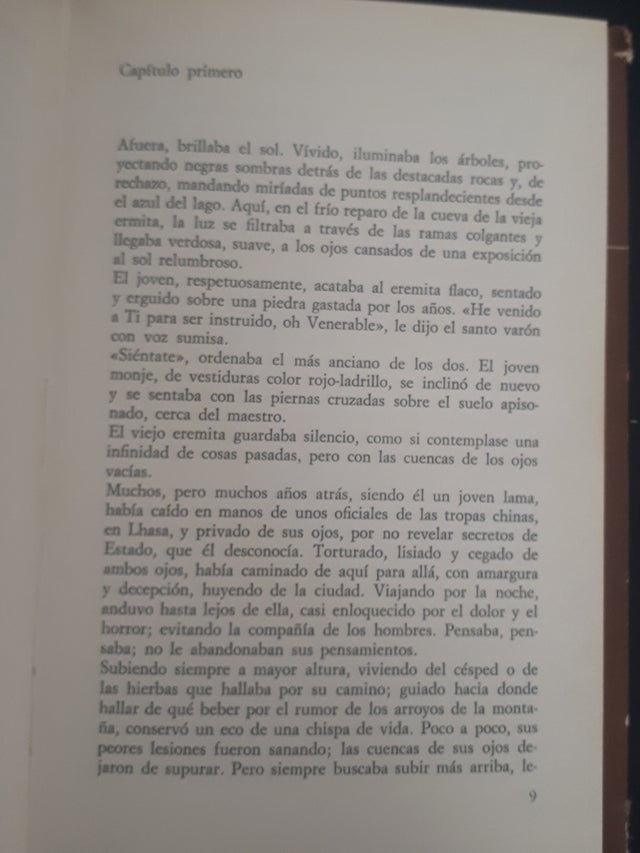 Capítulo primero
Afuera, brillaba el sol. Vívido, iluminaba los árboles, pro-
yectando negras sombras detrás de las destacadas rocas y, de
rechazo, mandando miríadas de puntos resplandecientes desde
el azul del lago. Aquí, en el frío reparo de la cueva de la vieja
ermita, la luz se filtraba a través de las ramas colgantes y
llegaba verdosa, suave, a los ojos cansados de una exposición
al sol relumbroso.
El joven, respetuosamente, acataba al eremita flaco, sentado
y erguido sobre una piedra gastada por los años. «He venido
a Ti para ser instruido, oh Venerable», le dijo el santo varón
con voz sumisa.
«Siéntate», ordenaba el más anciano de los dos. El joven
monje, de vestiduras color rojo-ladrillo, se inclinó de nuevo
y se sentaba con las piernas cruzadas sobre el suelo apiso-
nado, cerca del maestro.
El viejo eremita guardaba silencio, como si contemplase una
infinidad de cosas pasadas, pero con las cuencas de los ojos
vacías.
Muchos, pero muchos años atrás, siendo él un joven lama,
había caído en manos de unos oficiales de las tropas chinas,
en Lhasa, y privado de sus ojos, por no revelar secretos de
Estado, que él desconocía. Torturado, lisiado y cegado de
ambos ojos, había caminado de aquí para allá, con amargura
y decepción, huyendo de la ciudad. Viajando por la noche,
anduvo hasta lejos de ella, casi enloquecido por el dolor y el
horror; evitando la compañía de los hombres. Pensaba, pen-
saba; no le abandonaban sus pensamientos.
Subiendo siempre a mayor altura, viviendo del césped o de
las hierbas que hallaba por su camino; guiado hacia donde
hallar de qué beber por el rumor de los arroyos de la monta-
ña, conservó un eco de una chispa de vida. Poco a poco, sus
peores lesiones fueron sanando; las cuencas de sus ojos de-
jaron de supurar. Pero siempre buscaba subir más arriba, le-
9